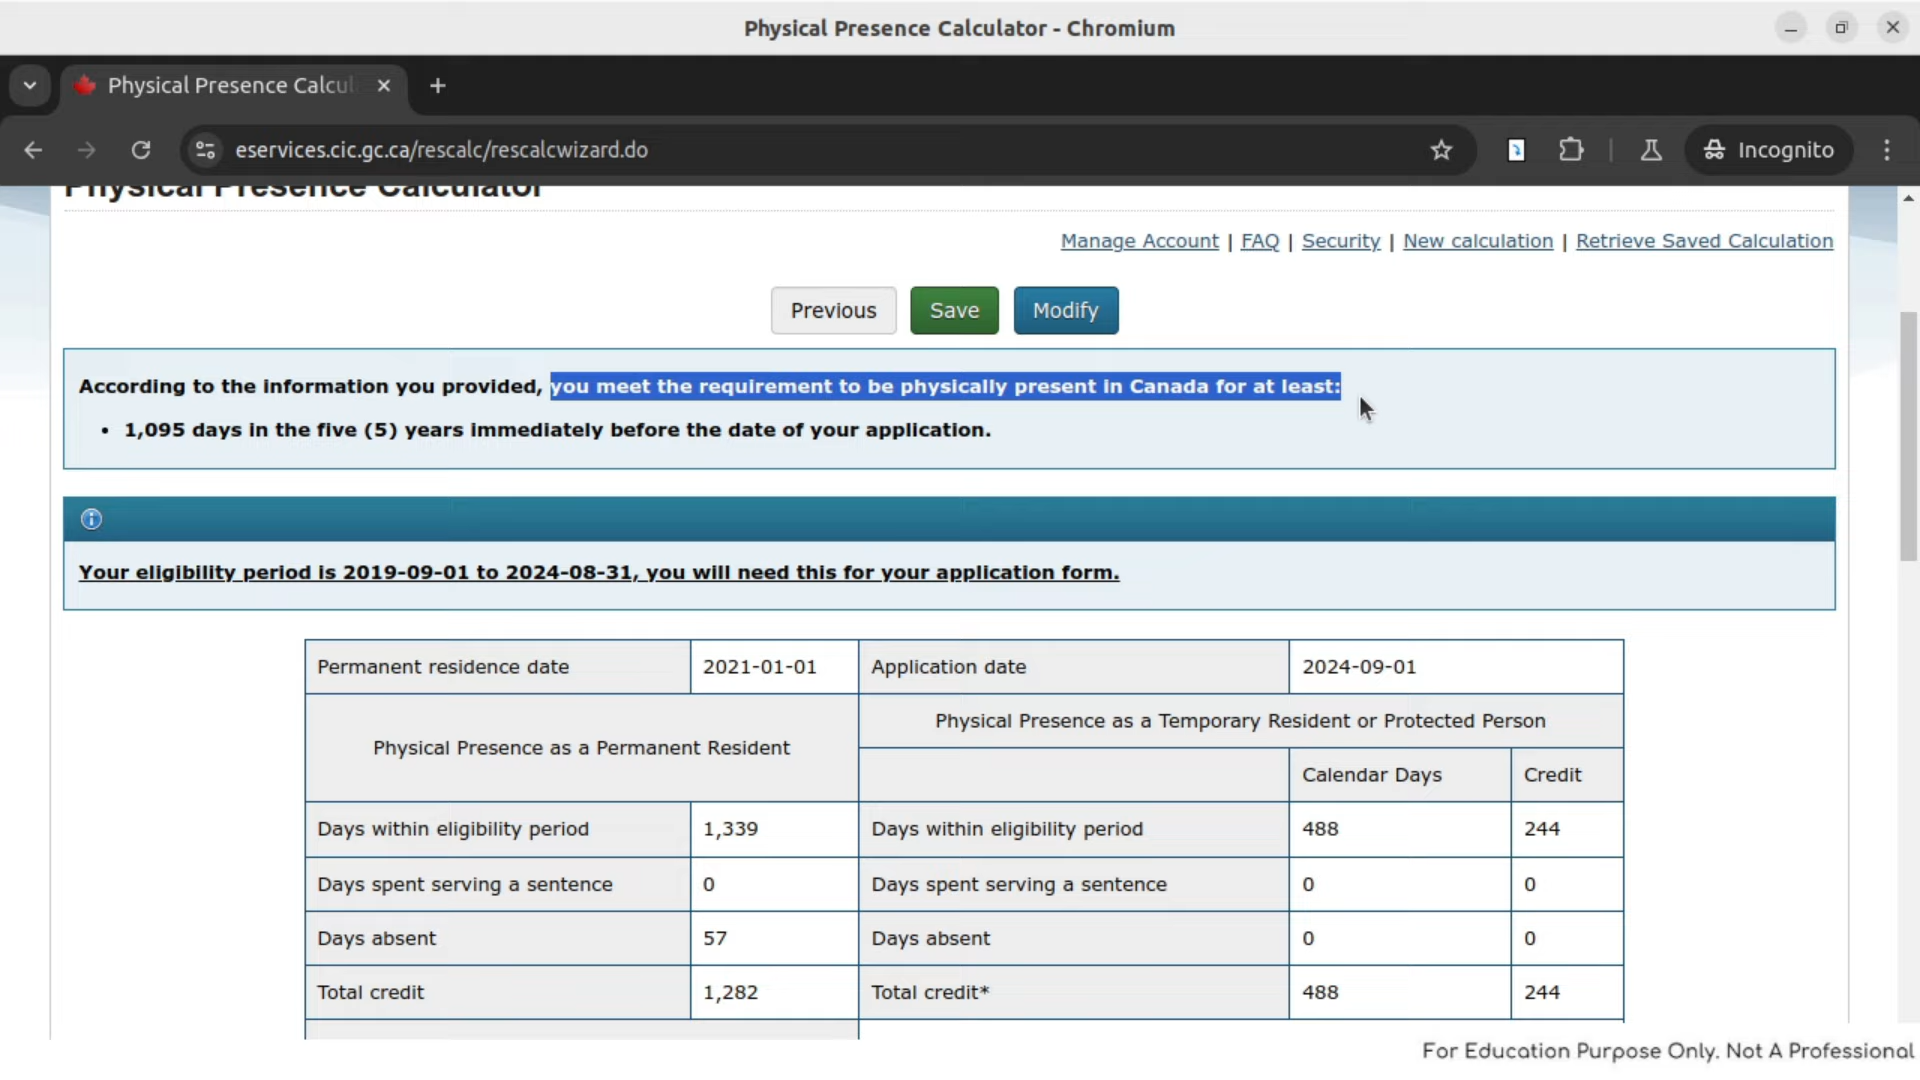 Physical Presence Calculator - Chromium
Physical Presence Calcul
eservices.cic.gc.ca/rescalc/rescalcwizard.do
Incognito
Physical Presence Calculator
Manage Account | FAQ | Security | New calculation | Retrieve Saved Calculation
Previous Save Modify
According to the information you provided, you meet the requirement to be physically present in Canada for at least:
• 1,095 days in the five (5) years immediately before the date of your application.
Your eligibility period is 2019-09-01 to 2024-08-31, you will need this for your application form.
Permanent residence date 2021-01-01 Application date 2024-09-01
Physical Presence as a Permanent Resident Physical Presence as a Temporary Resident or Protected Person
Calendar Days Credit
Days within eligibility period 1,339 Days within eligibility period 488 244
Days spent serving a sentence 0 Days spent serving a sentence 0 0
Days absent 57 Days absent 0 0
Total credit 1,282 Total credit* 488 244
For Education Purpose Only. Not A Professional